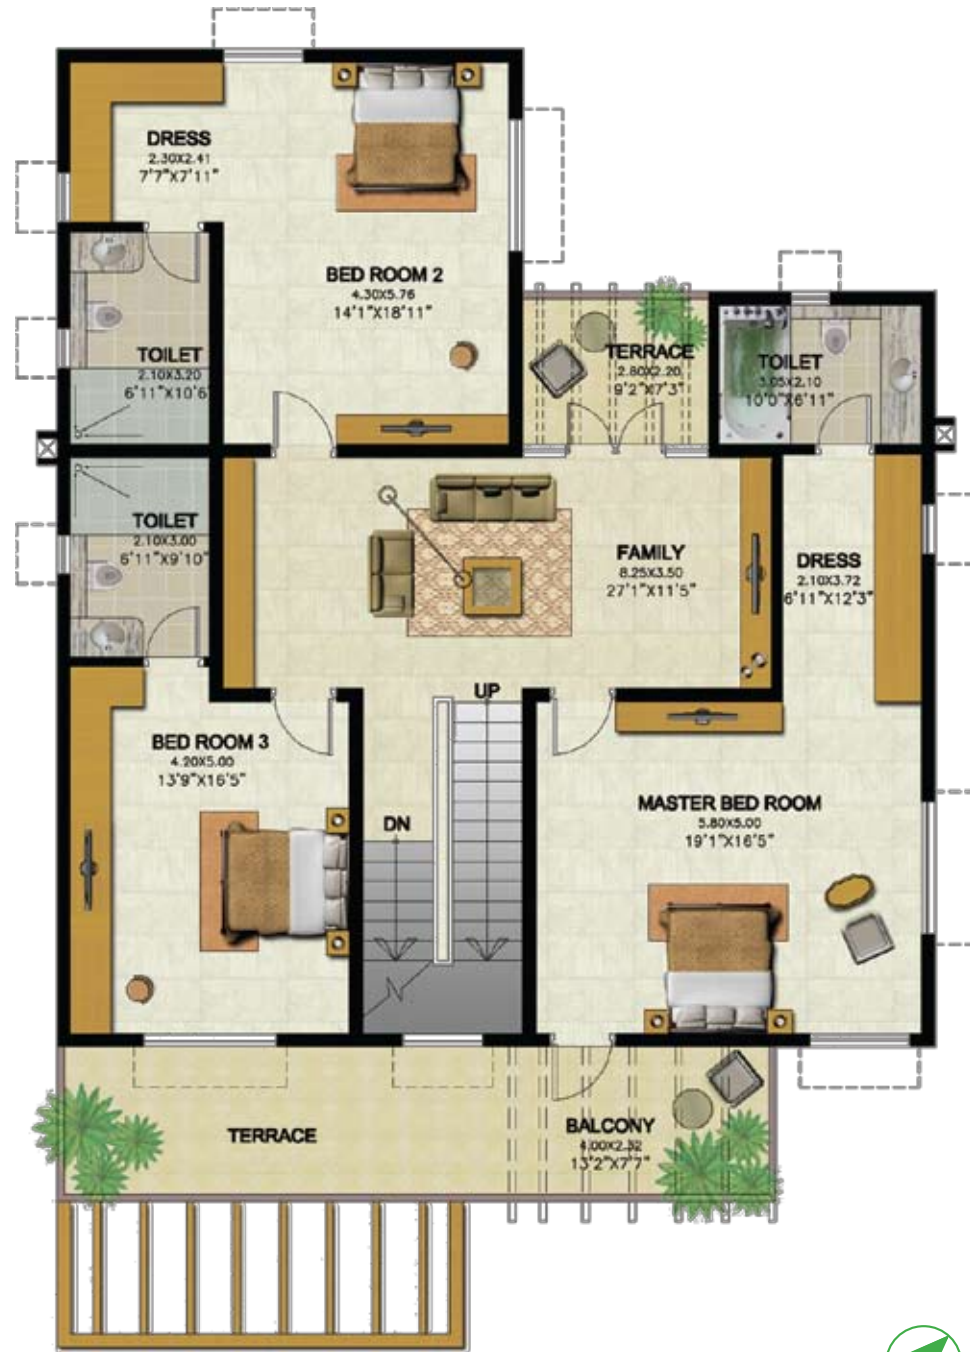 DRESS
2.30X2.41
7'7"X7'11"
BED ROOM 2
4.30X5.76
14'1"X18'11"
TOILET
2.10X3.20
6'11"X10'6"
TERRACE
2.80X2.20
9'2"X7'3"
TOILET
3.05X2.10
10'0"X6'11"
TOILET
2.10X3.00
6'11"X9'10"
FAMILY
8.25X3.50
27'1"X11'5"
DRESS
2.10X3.72
6'11"X12'3"
UP
BED ROOM 3
4.20X5.00
13'9"X16'5"
DN
MASTER BED ROOM
5.80X5.00
19'1"X16'5"
TERRACE
BALCONY
4.00X2.32
13'2"X7'7"